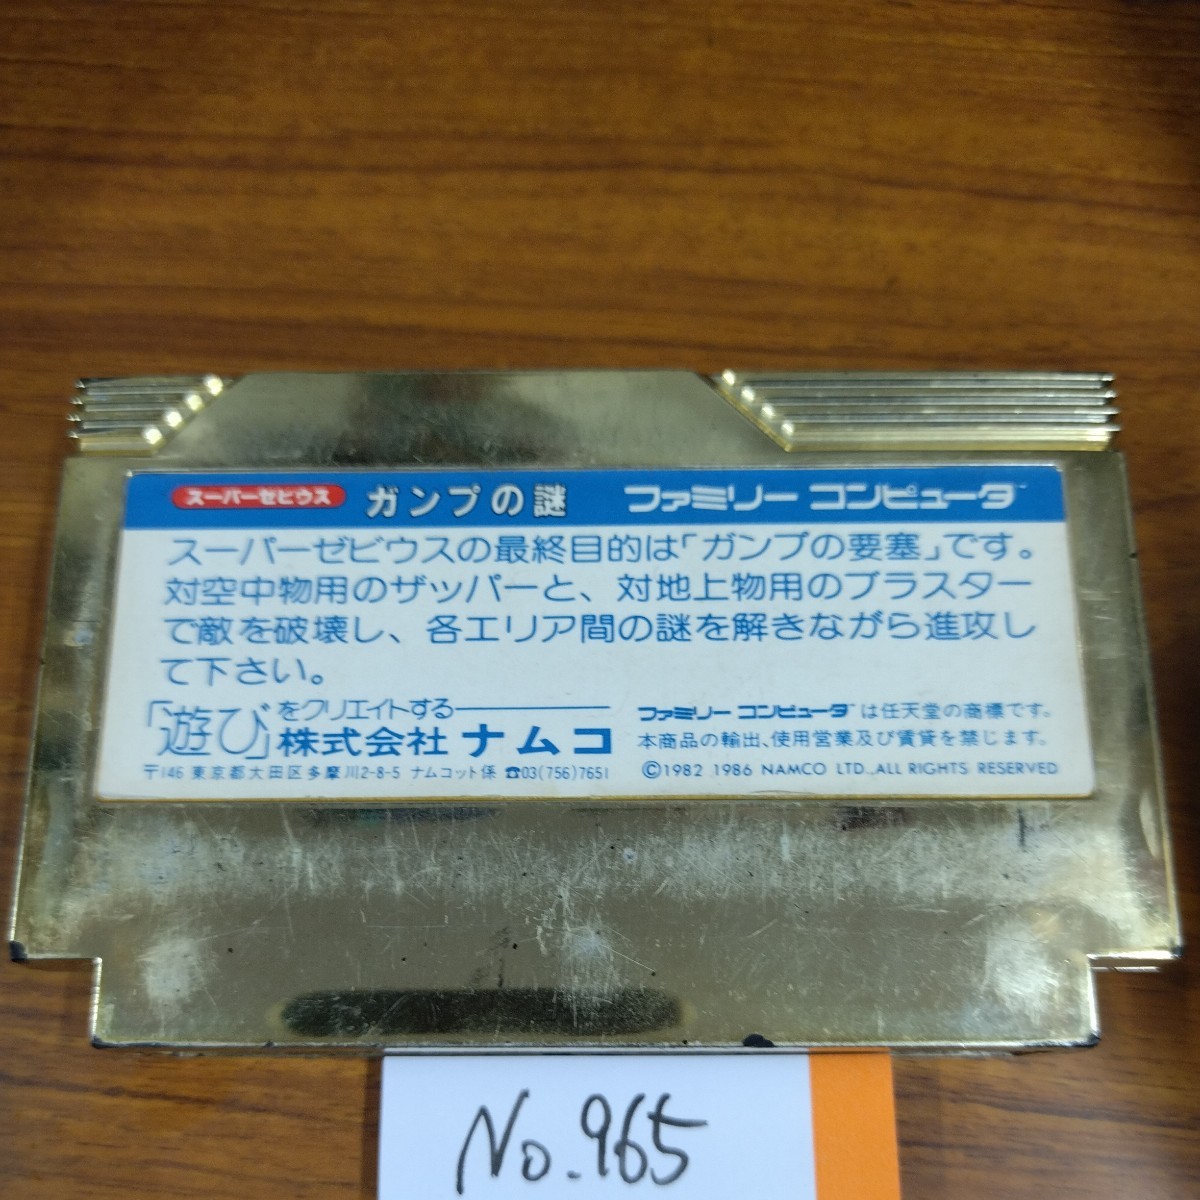 スーパーゼビウス ガンプの謎 ファミリー コンピュータ™
スーパーゼビウスの最終目的は「ガンプの要塞」です。
対空中物用のザッパーと、対地上物用のブラスター
で敵を破壊し、各エリア間の謎を解きながら進攻し
て下さい。
「遊び」をクリエイトする
株式会社 ナムコ
〒146 東京都大田区多摩川2-8-5 ナムコット係 ☎03(756)7651
ファミリー コンピュータ™は任天堂の商標です。
本商品の輸出、使用営業及び賃貸を禁じます。
©1982 1986 NAMCO LTD., ALL RIGHTS RESERVED
No.965